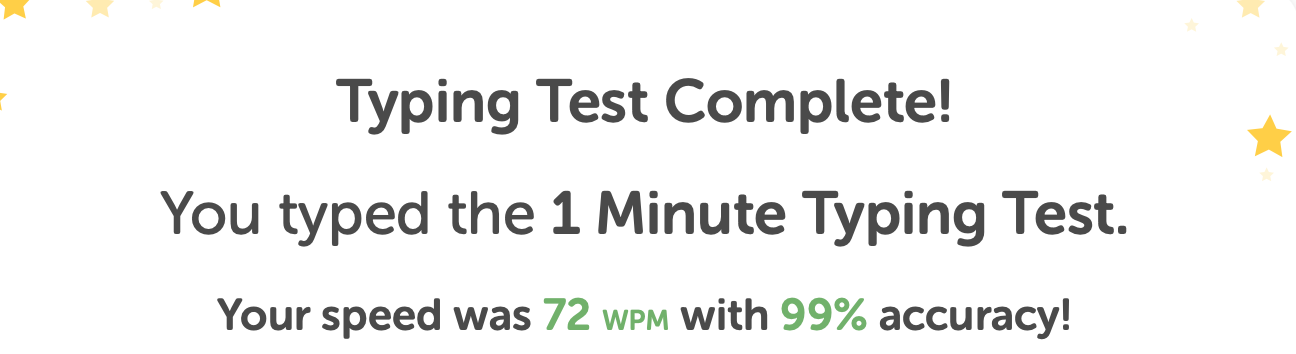 Typing Test Complete!
You typed the 1 Minute Typing Test.
Your speed was 72 WPM with 99% accuracy!